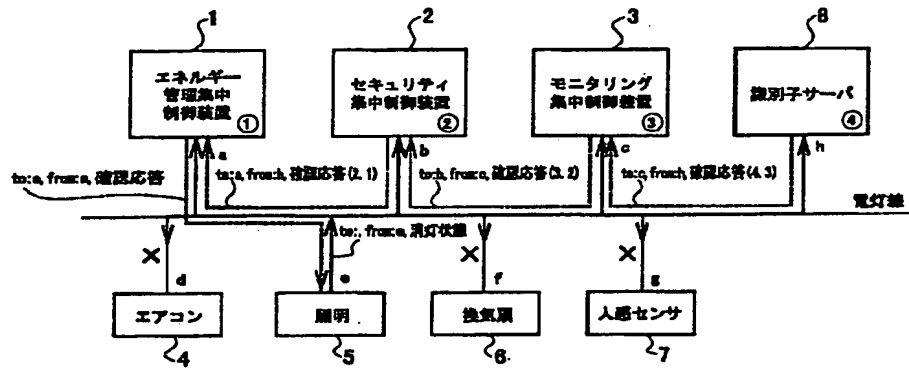 1
2
3
8
エネルギー
管理集中
制御装置
①
セキュリティ
集中制御装置
②
モニタリング
集中制御装置
③
識別子サーバ
④
a
b
c
h
to:e, from:a, 確認応答
to:a, from:b, 確認応答(2, 1)
to:b, from:c, 確認応答(3, 2)
to:c, from:h, 確認応答(4, 3)
電灯線
to:, from:e, 消灯状態
×
×
×
d
e
f
g
エアコン
照明
換気扇
人感センサ
4
5
6
7